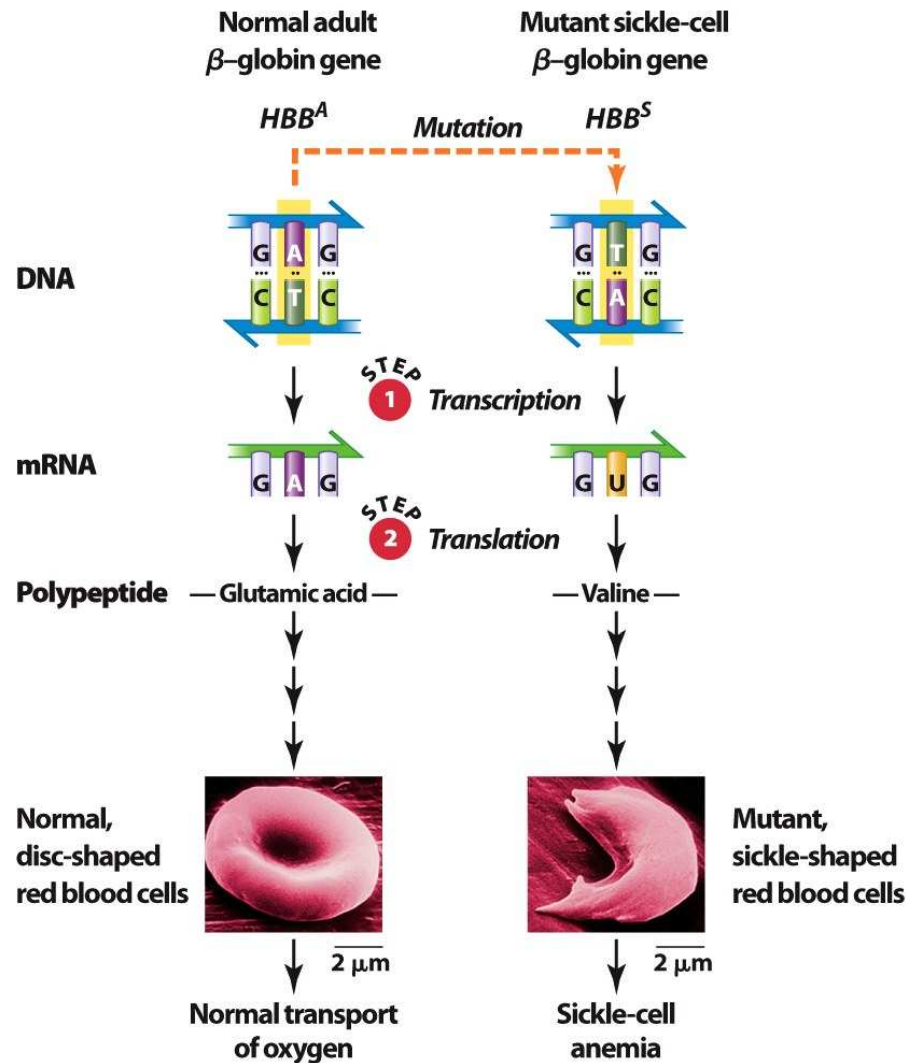 Normal adult
β–globin gene
Mutant sickle-cell
β–globin gene
HBB^A
Mutation
HBB^S
DNA
G A G
C T C
G T G
C A C
STEP
1 Transcription
mRNA
G A G
G U G
STEP
2 Translation
Polypeptide
— Glutamic acid —
— Valine —
Normal,
disc-shaped
red blood cells
Mutant,
sickle-shaped
red blood cells
2 μm
2 μm
Normal transport
of oxygen
Sickle-cell
anemia